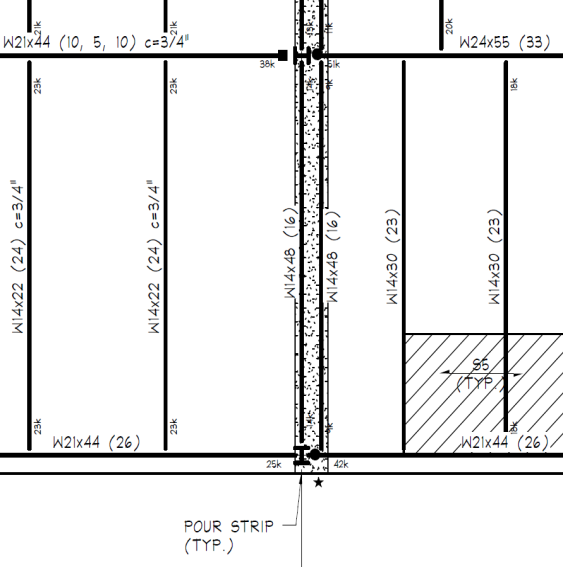 21k
21k
20k
W21x44 (10, 5, 10) c=3/4"
W24x55 (33)
38k
51k
23k
23k
18k
W14x22 (24) c=3/4"
W14x22 (24) c=3/4"
W14x48 (16)
W14x48 (16)
W14x30 (23)
W14x30 (23)
S5
(TYP.)
23k
23k
18k
W21x44 (26)
W21x44 (26)
25k
42k
POUR STRIP
(TYP.)